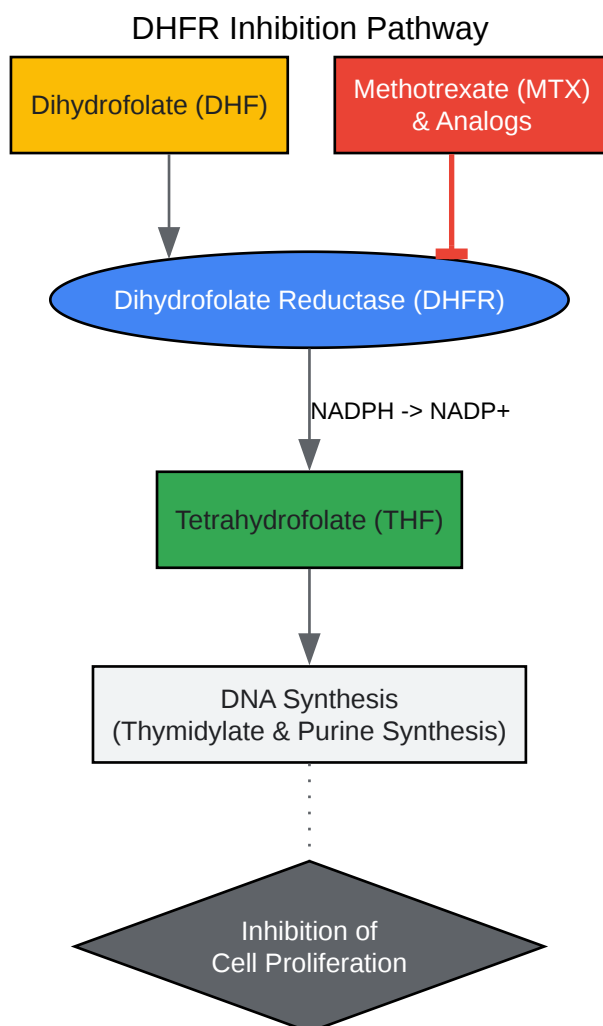 DHFR Inhibition Pathway
Dihydrofolate (DHF)
Methotrexate (MTX)
& Analogs
Dihydrofolate Reductase (DHFR)
NADPH -> NADP+
Tetrahydrofolate (THF)
DNA Synthesis
(Thymidylate & Purine Synthesis)
Inhibition of
Cell Proliferation